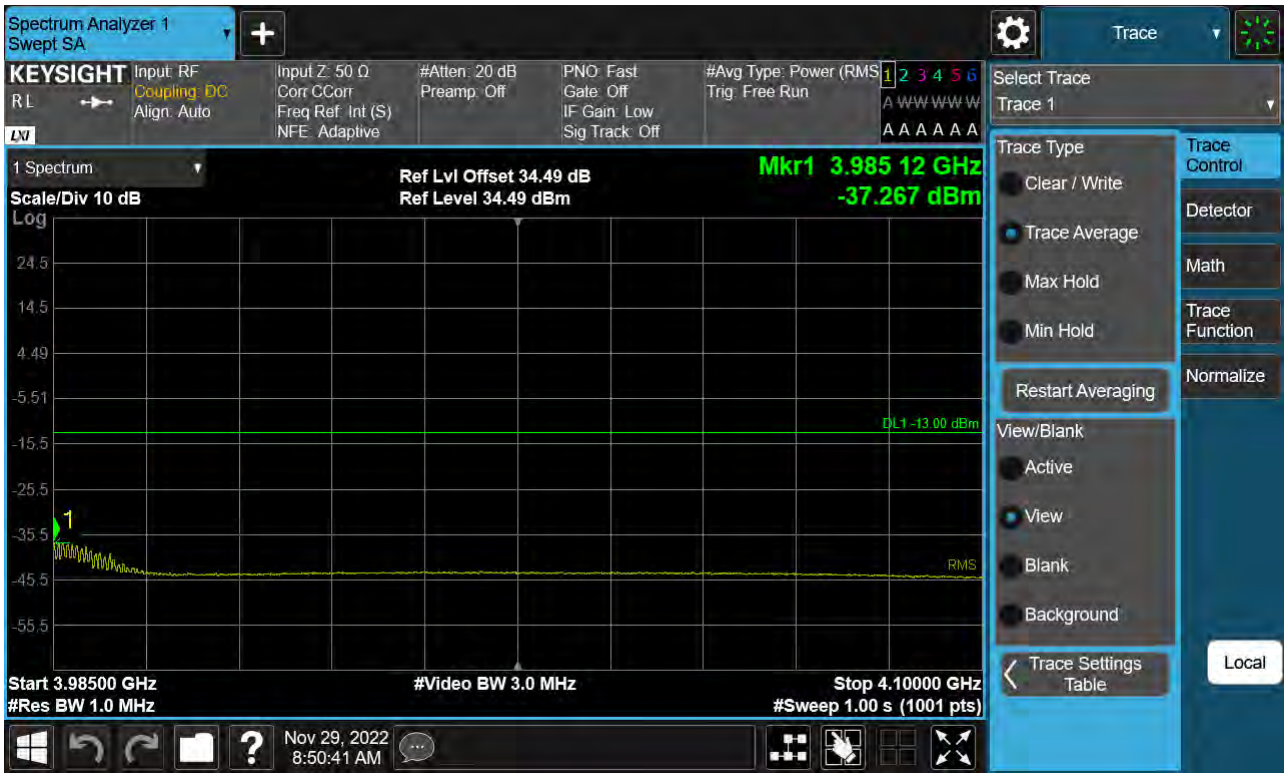 Spectrum Analyzer 1
Swept SA
+
Trace
KEYSIGHT
RL
LXI
Input: RF
Coupling: DC
Align: Auto
Input Z: 50 Ω
Corr CCorr
Freq Ref: Int (S)
NFE: Adaptive
#Atten: 20 dB
Preamp: Off
PNO: Fast
Gate: Off
IF Gain: Low
Sig Track: Off
#Avg Type: Power (RMS
Trig: Free Run
1 2 3 4 5 6
A W W W W W
A A A A A A
Select Trace
Trace 1
1 Spectrum
Scale/Div 10 dB
Log
Ref Lvl Offset 34.49 dB
Ref Level 34.49 dBm
Mkr1 3.985 12 GHz
-37.267 dBm
24.5
14.5
4.49
-5.51
DL1 -13.00 dBm
-15.5
-25.5
1
-35.5
RMS
-45.5
-55.5
Start 3.98500 GHz
#Res BW 1.0 MHz
#Video BW 3.0 MHz
Stop 4.10000 GHz
#Sweep 1.00 s (1001 pts)
Trace Type
Clear / Write
Trace Average
Max Hold
Min Hold
Restart Averaging
View/Blank
Active
View
Blank
Background
Trace Settings
Table
Trace
Control
Detector
Math
Trace
Function
Normalize
Local
?
Nov 29, 2022
8:50:41 AM